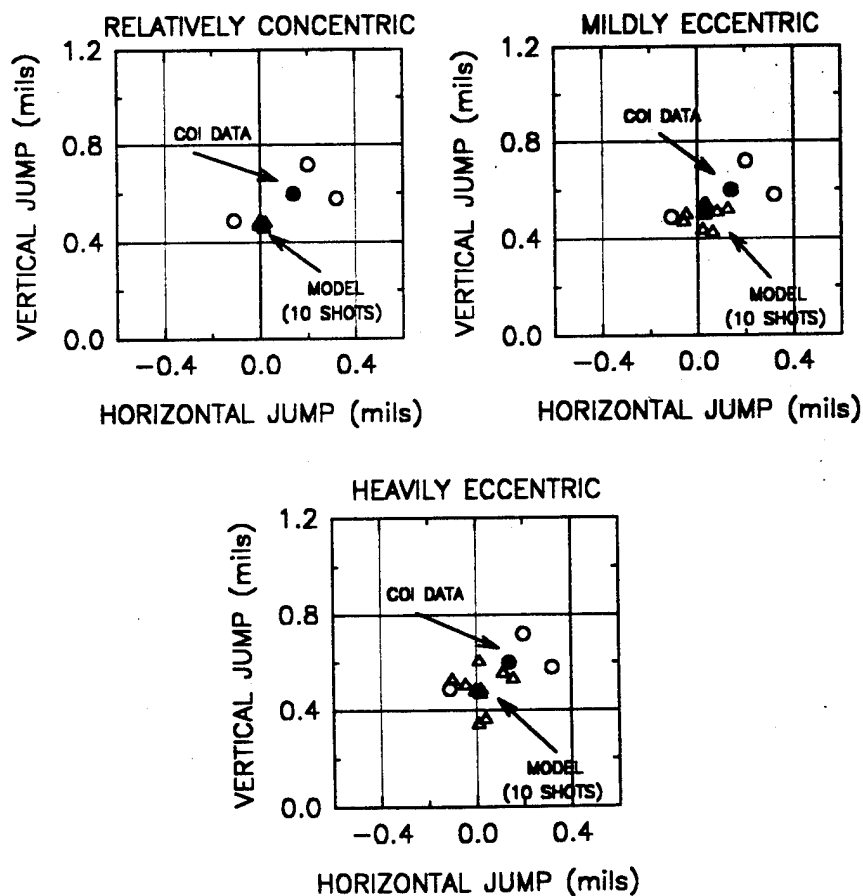 RELATIVELY CONCENTRIC
VERTICAL JUMP (mils)
1.2
0.8
0.4
0.0
COI DATA
MODEL
(10 SHOTS)
-0.4 0.0 0.4
HORIZONTAL JUMP (mils)
MILDLY ECCENTRIC
VERTICAL JUMP (mils)
1.2
0.8
0.4
0.0
COI DATA
MODEL
(10 SHOTS)
-0.4 0.0 0.4
HORIZONTAL JUMP (mils)
HEAVILY ECCENTRIC
VERTICAL JUMP (mils)
1.2
0.8
0.4
0.0
COI DATA
MODEL
(10 SHOTS)
-0.4 0.0 0.4
HORIZONTAL JUMP (mils)